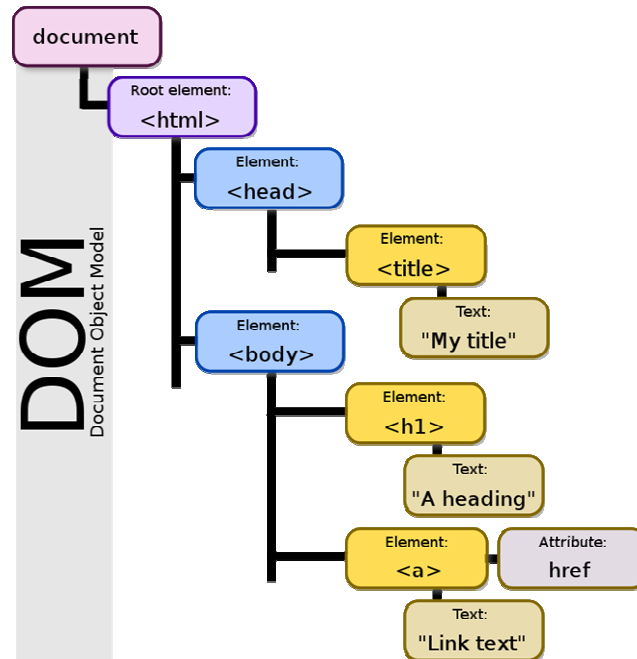 document
Root element:
<html>
Element:
<head>
Element:
<title>
Text:
"My title"
Element:
<body>
Element:
<h1>
Text:
"A heading"
Element:
<a>
Attribute:
href
Text:
"Link text"
DOM
Document Object Model